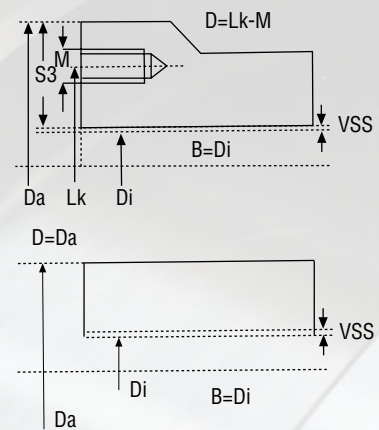 D=Lk-M
M
S3
VSS
B=Di
Da Lk Di
D=Da
VSS
Di B=Di
Da